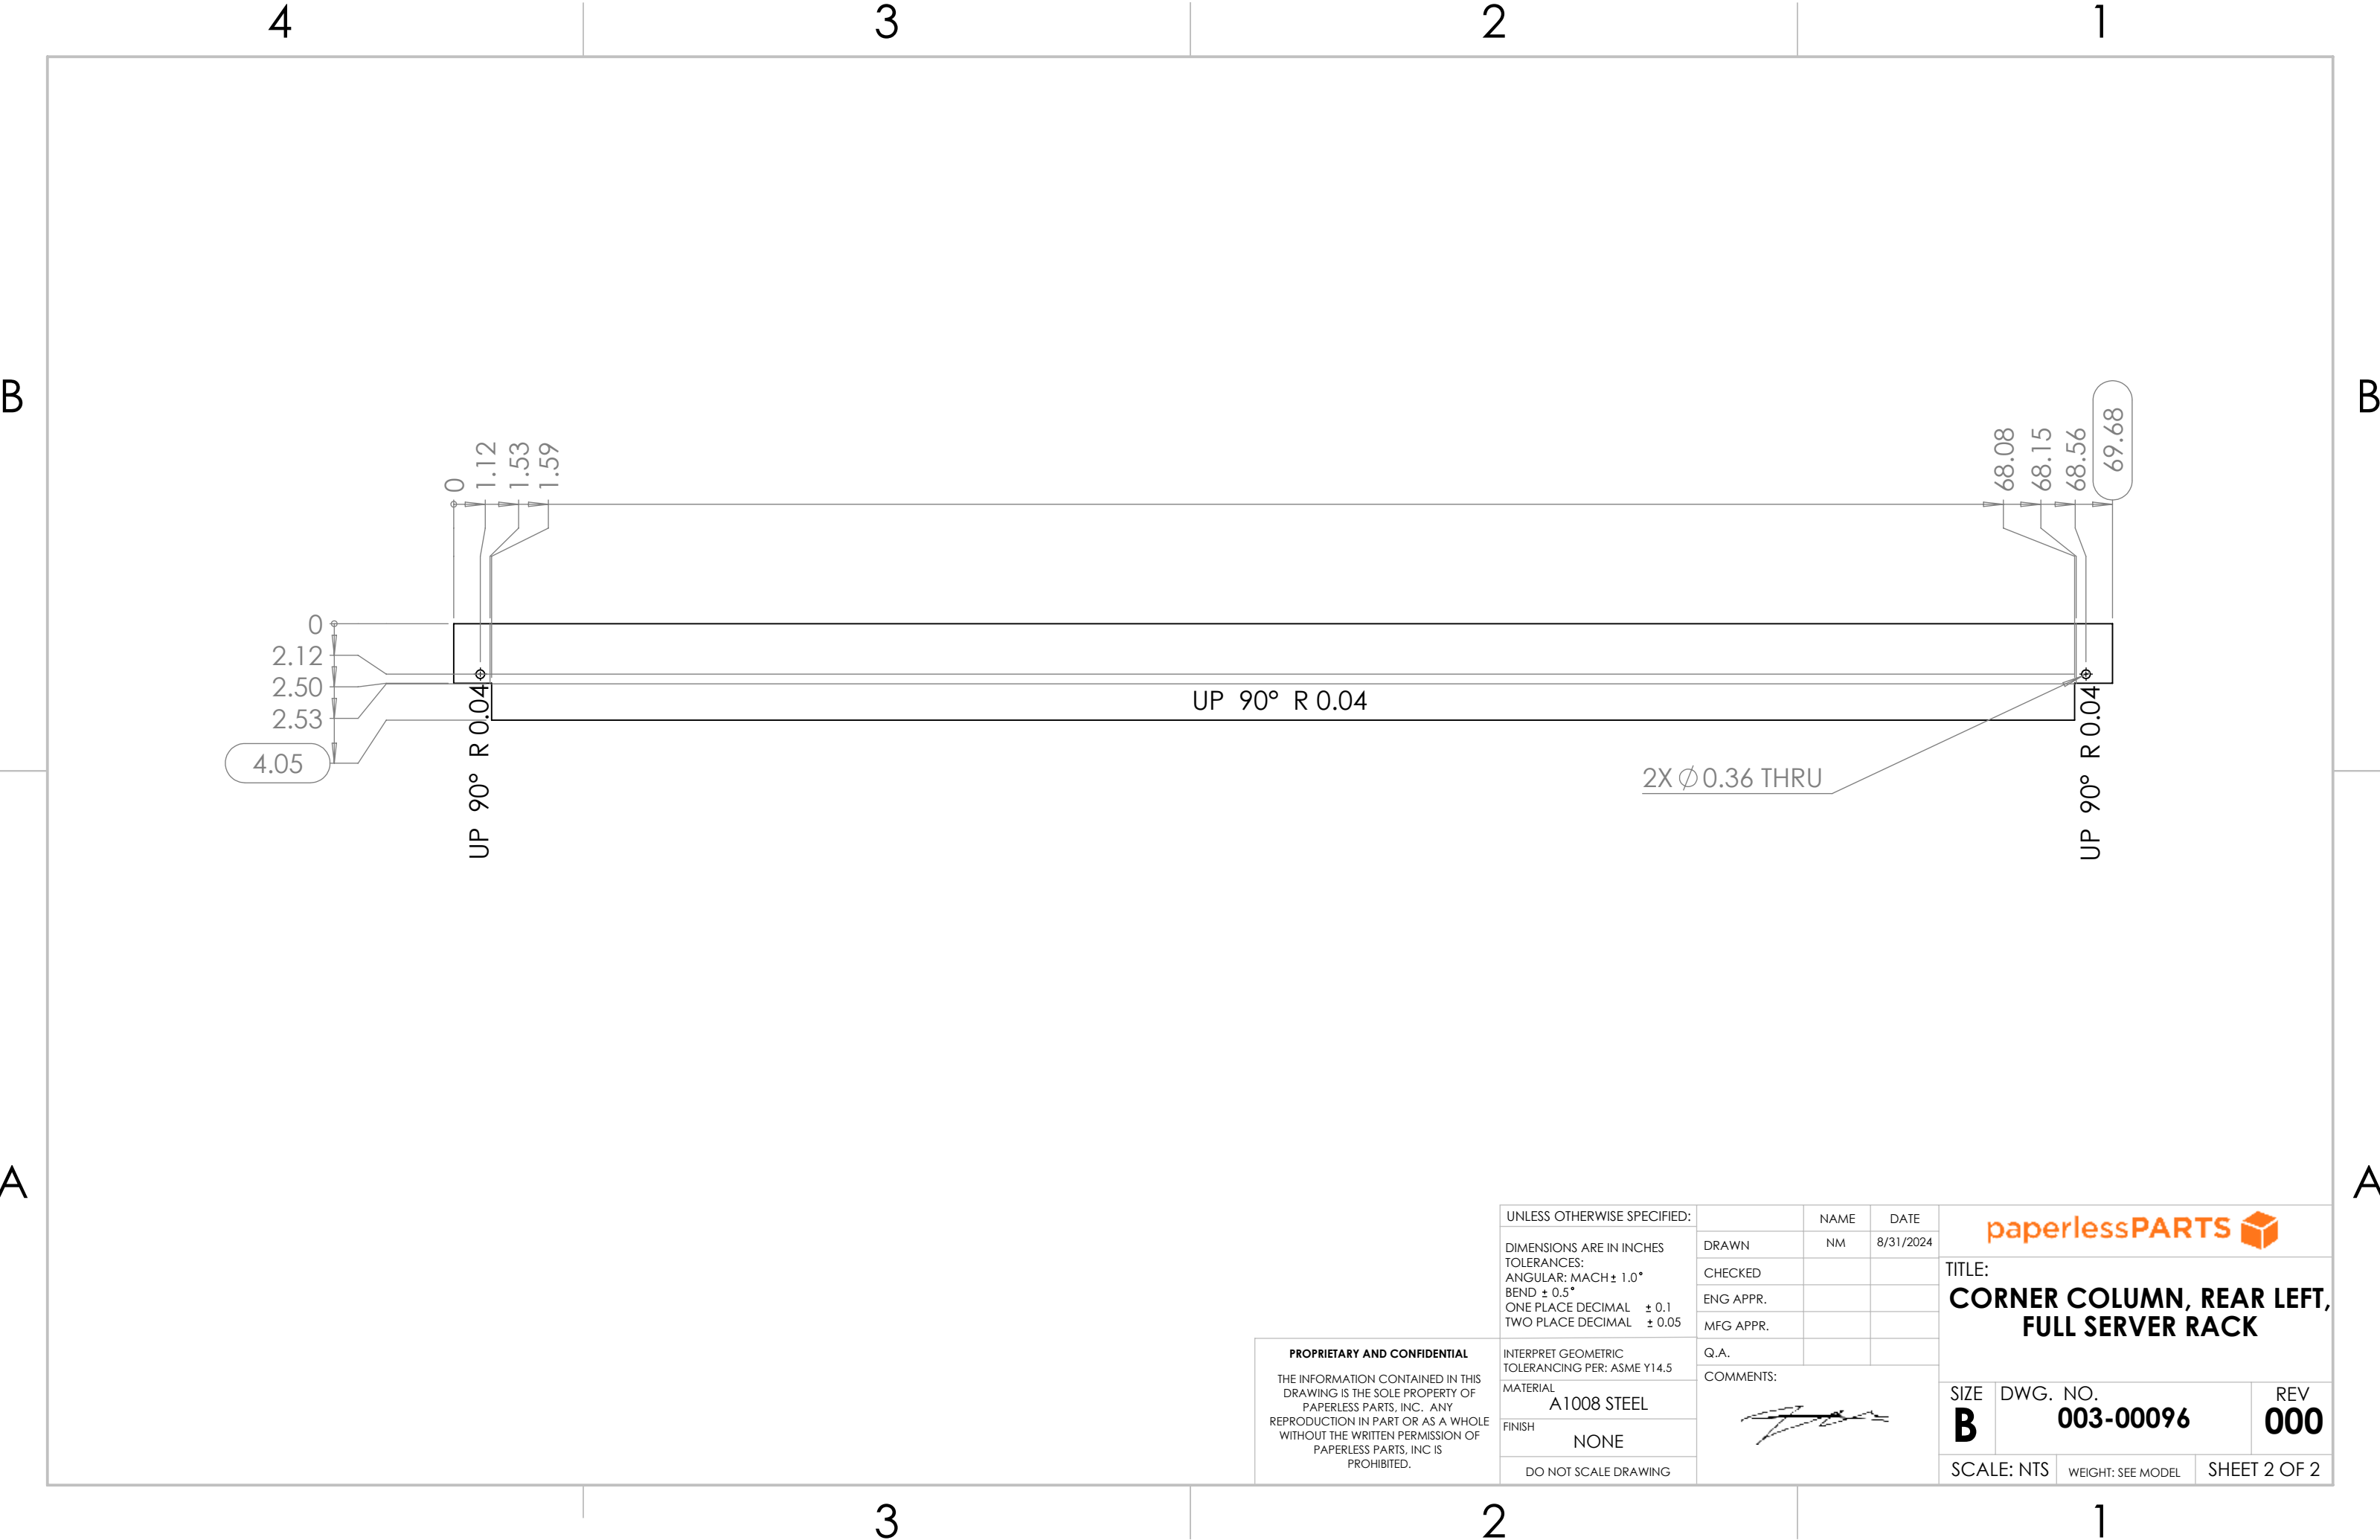 4 3 2 1
B B
0 1.12 1.53 1.59 68.08 68.15 68.56 69.68
0
2.12
2.50
2.53
4.05
UP 90° R 0.04
UP 90° R 0.04
UP 90° R 0.04
2X ∅ 0.36 THRU
A A
UNLESS OTHERWISE SPECIFIED:
DIMENSIONS ARE IN INCHES
TOLERANCES:
ANGULAR: MACH ± 1.0°
BEND ± 0.5°
ONE PLACE DECIMAL ± 0.1
TWO PLACE DECIMAL ± 0.05
INTERPRET GEOMETRIC
TOLERANCING PER: ASME Y14.5
MATERIAL
A1008 STEEL
FINISH
NONE
DO NOT SCALE DRAWING
PROPRIETARY AND CONFIDENTIAL
THE INFORMATION CONTAINED IN THIS
DRAWING IS THE SOLE PROPERTY OF
PAPERLESS PARTS, INC. ANY
REPRODUCTION IN PART OR AS A WHOLE
WITHOUT THE WRITTEN PERMISSION OF
PAPERLESS PARTS, INC IS
PROHIBITED.
NAME DATE
DRAWN NM 8/31/2024
CHECKED
ENG APPR.
MFG APPR.
Q.A.
COMMENTS:
paperlessPARTS
TITLE:
CORNER COLUMN, REAR LEFT,
FULL SERVER RACK
SIZE DWG. NO. REV
B 003-00096 000
SCALE: NTS WEIGHT: SEE MODEL SHEET 2 OF 2
3 2 1